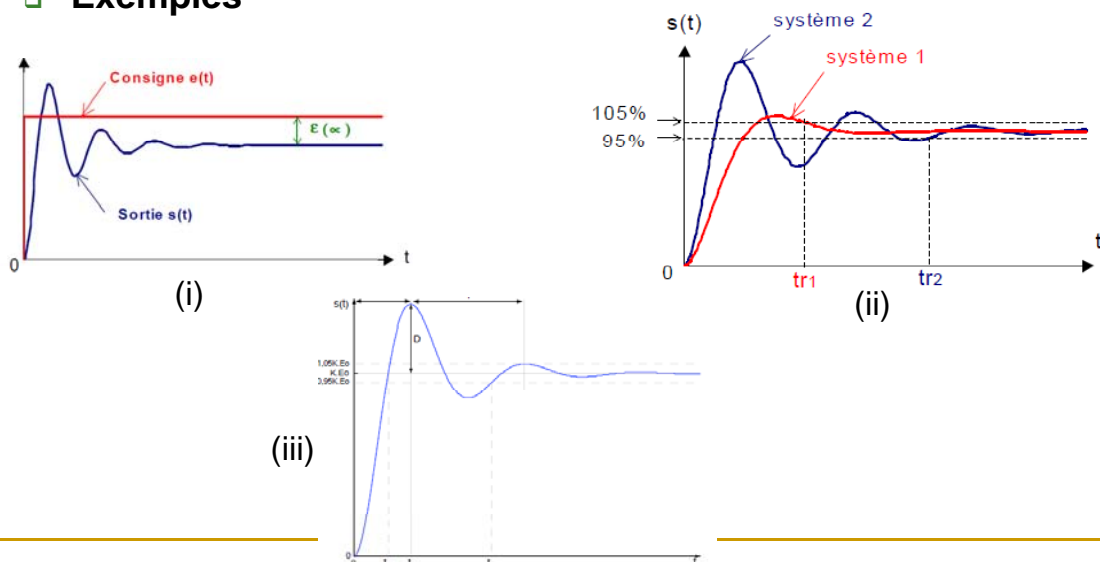 Exemples
Consigne e(t)
ε(∝)
Sortie s(t)
0
t
(i)
s(t)
système 2
système 1
105%
95%
0
tr1
tr2
t
(ii)
s(t)
D
1,05K.Eo
K.Eo
0,95K.Eo
0
(iii)